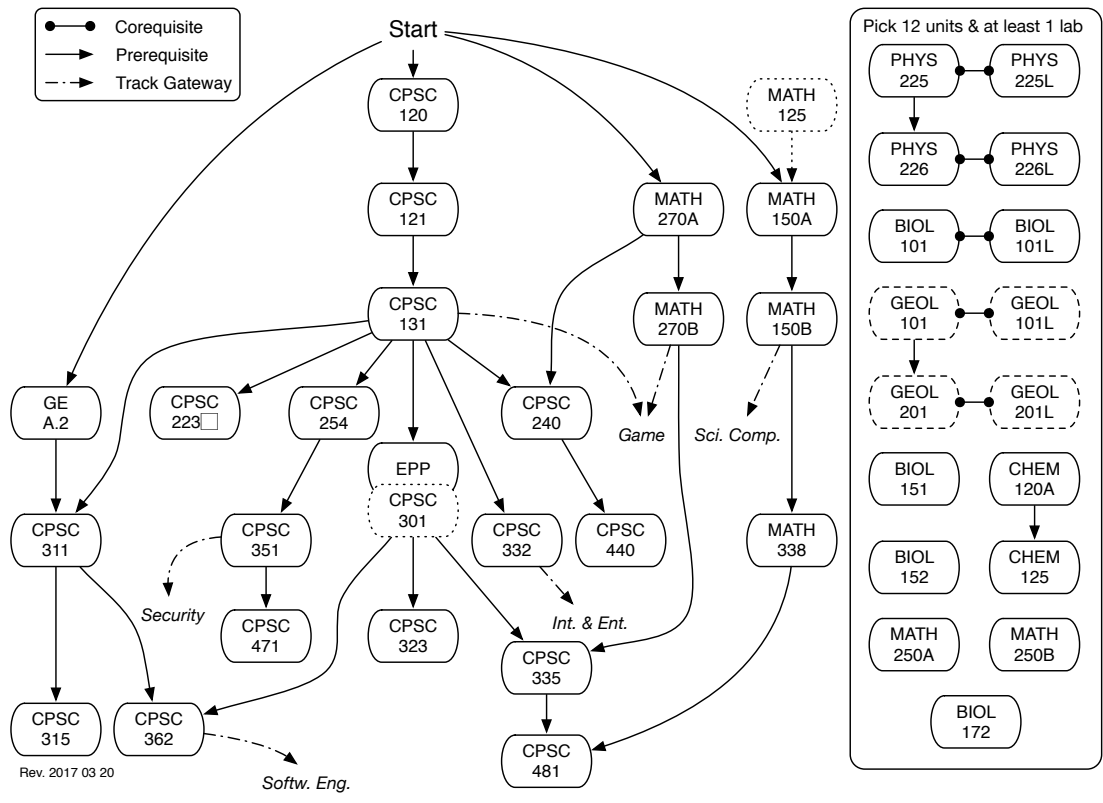 Corequisite
Prerequisite
Track Gateway
Start
Pick 12 units & at least 1 lab
CPSC
120
MATH
125
PHYS
225
PHYS
225L
CPSC
121
MATH
270A
MATH
150A
PHYS
226
PHYS
226L
BIOL
101
BIOL
101L
CPSC
131
MATH
270B
MATH
150B
GEOL
101
GEOL
101L
GE
A.2
CPSC
223
CPSC
254
CPSC
240
Game
Sci. Comp.
GEOL
201
GEOL
201L
EPP
CPSC
301
BIOL
151
CHEM
120A
CPSC
311
CPSC
351
CPSC
332
CPSC
440
MATH
338
BIOL
152
CHEM
125
Security
Int. & Ent.
CPSC
471
CPSC
323
CPSC
335
MATH
250A
MATH
250B
CPSC
315
CPSC
362
CPSC
481
BIOL
172
Rev. 2017 03 20
Softw. Eng.